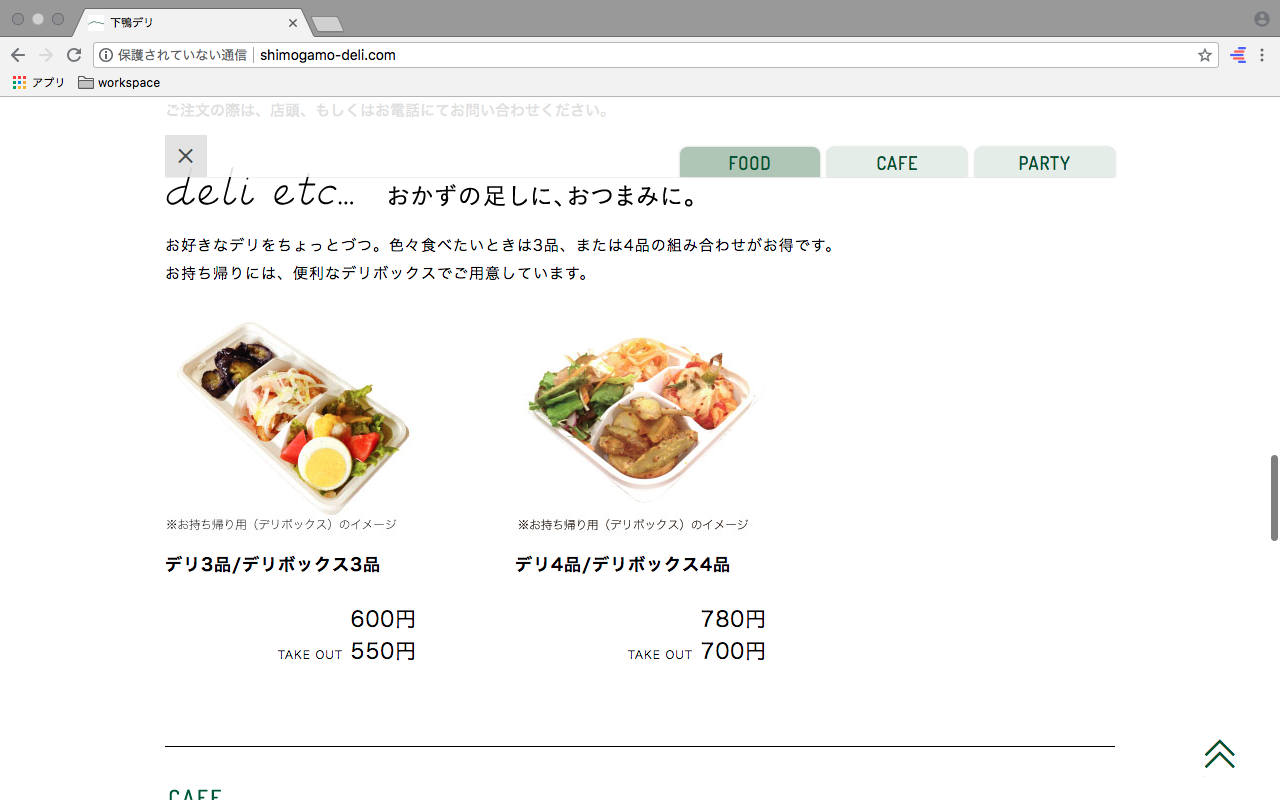 下鴨デリ
保護されていない通信 shimogamo-deli.com
アプリ workspace
ご注文の際は、店頭、もしくはお電話にてお問い合わせください。
FOOD CAFE PARTY
deli etc... おかずの足しに、おつまみに。
お好きなデリをちょっとづつ。色々食べたいときは3品、または4品の組み合わせがお得です。
お持ち帰りには、便利なデリボックスでご用意しています。
※お持ち帰り用（デリボックス）のイメージ
デリ3品/デリボックス3品
600円
TAKE OUT 550円
※お持ち帰り用（デリボックス）のイメージ
デリ4品/デリボックス4品
780円
TAKE OUT 700円
CAFE